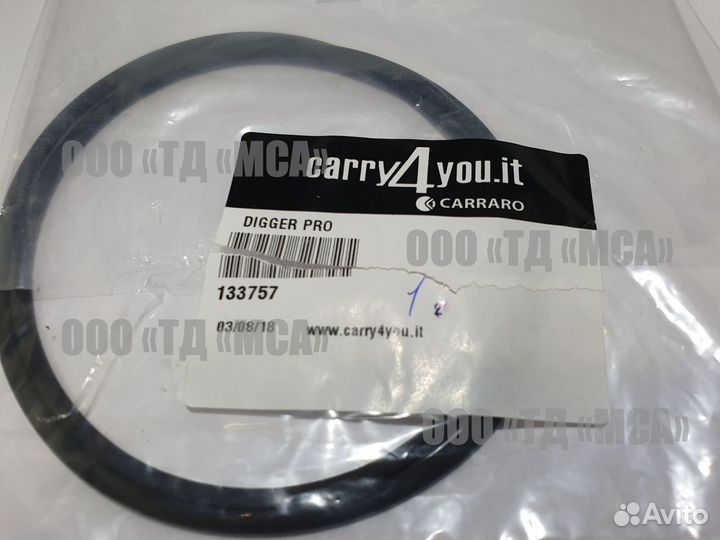 ООО «ТД «МСА»
carry4you.it
CARRARO
DIGGER PRO
ООО «ТД «МСА»
133757
1
03/08/18 www.carry4you.it
ООО «ТД «МСА»
ООО «ТД «МСА»
Avito